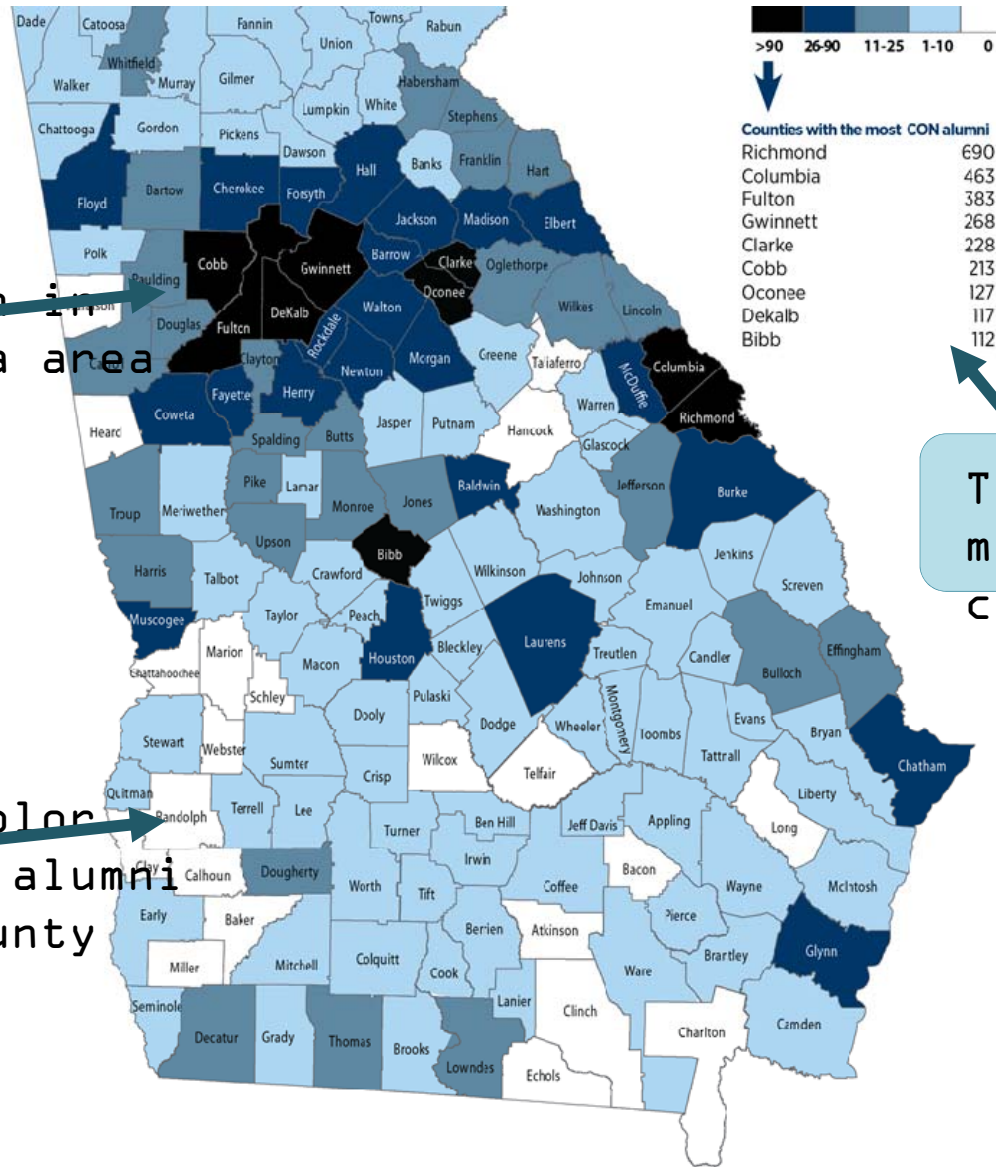 Dade
Catoosa
Fannin
Towns
Rabun
Union
Whitfield
Walker
Murray
Gilmer
Habersham
Lumpkin
White
Stephens
Chattooga
Gordon
Pickens
Dawson
Hall
Banks
Franklin
Hart
Floyd
Bartow
Cherokee
Forsyth
Jackson
Madison
Elbert
Polk
Cobb
Gwinnett
Barrow
Clarke
Oglethorpe
Paulding
Oconee
Wilkes
Lincoln
in
area
Douglas
Fulton
DeKalb
Rockdale
Walton
Clayton
Newton
Morgan
Greene
Taliaferro
McDuffie
Columbia
Richmond
Coweta
Fayette
Henry
Heard
Spalding
Butts
Jasper
Putnam
Hancock
Warren
Glascock
Jefferson
Burke
Troup
Meriwether
Pike
Lamar
Monroe
Jones
Baldwin
Washington
Upson
Bibb
Jenkins
Screven
Harris
Talbot
Crawford
Wilkinson
Johnson
Twiggs
Emanuel
Muscogee
Taylor
Peach
Houston
Bleckley
Laurens
Treutlen
Candler
Bulloch
Effingham
Chattahoochee
Marion
Schley
Macon
Pulaski
Dooly
Dodge
Wheeler
Montgomery
Toombs
Evans
Tattrall
Bryan
Stewart
Webster
Sumter
Crisp
Wilcox
Telfair
Chatham
Liberty
Quitman
Randolph
Terrell
Lee
Turner
Ben Hill
Jeff Davis
Appling
Long
Clay
Calhoun
Dougherty
Worth
Tift
Irwin
Coffee
Bacon
Wayne
McIntosh
alumni
Early
Baker
Berrien
Atkinson
Pierce
Miller
Mitchell
Colquitt
Cook
Ware
Brantley
Glynn
Seminole
Lanier
Clinch
Charlton
Camden
Decatur
Grady
Thomas
Brooks
Lowndes
Echols
>90 26-90 11-25 1-10 0
Counties with the most CON alumni
Richmond 690
Columbia 463
Fulton 383
Gwinnett 268
Clarke 228
Cobb 213
Oconee 127
Dekalb 117
Bibb 112
T
m
c